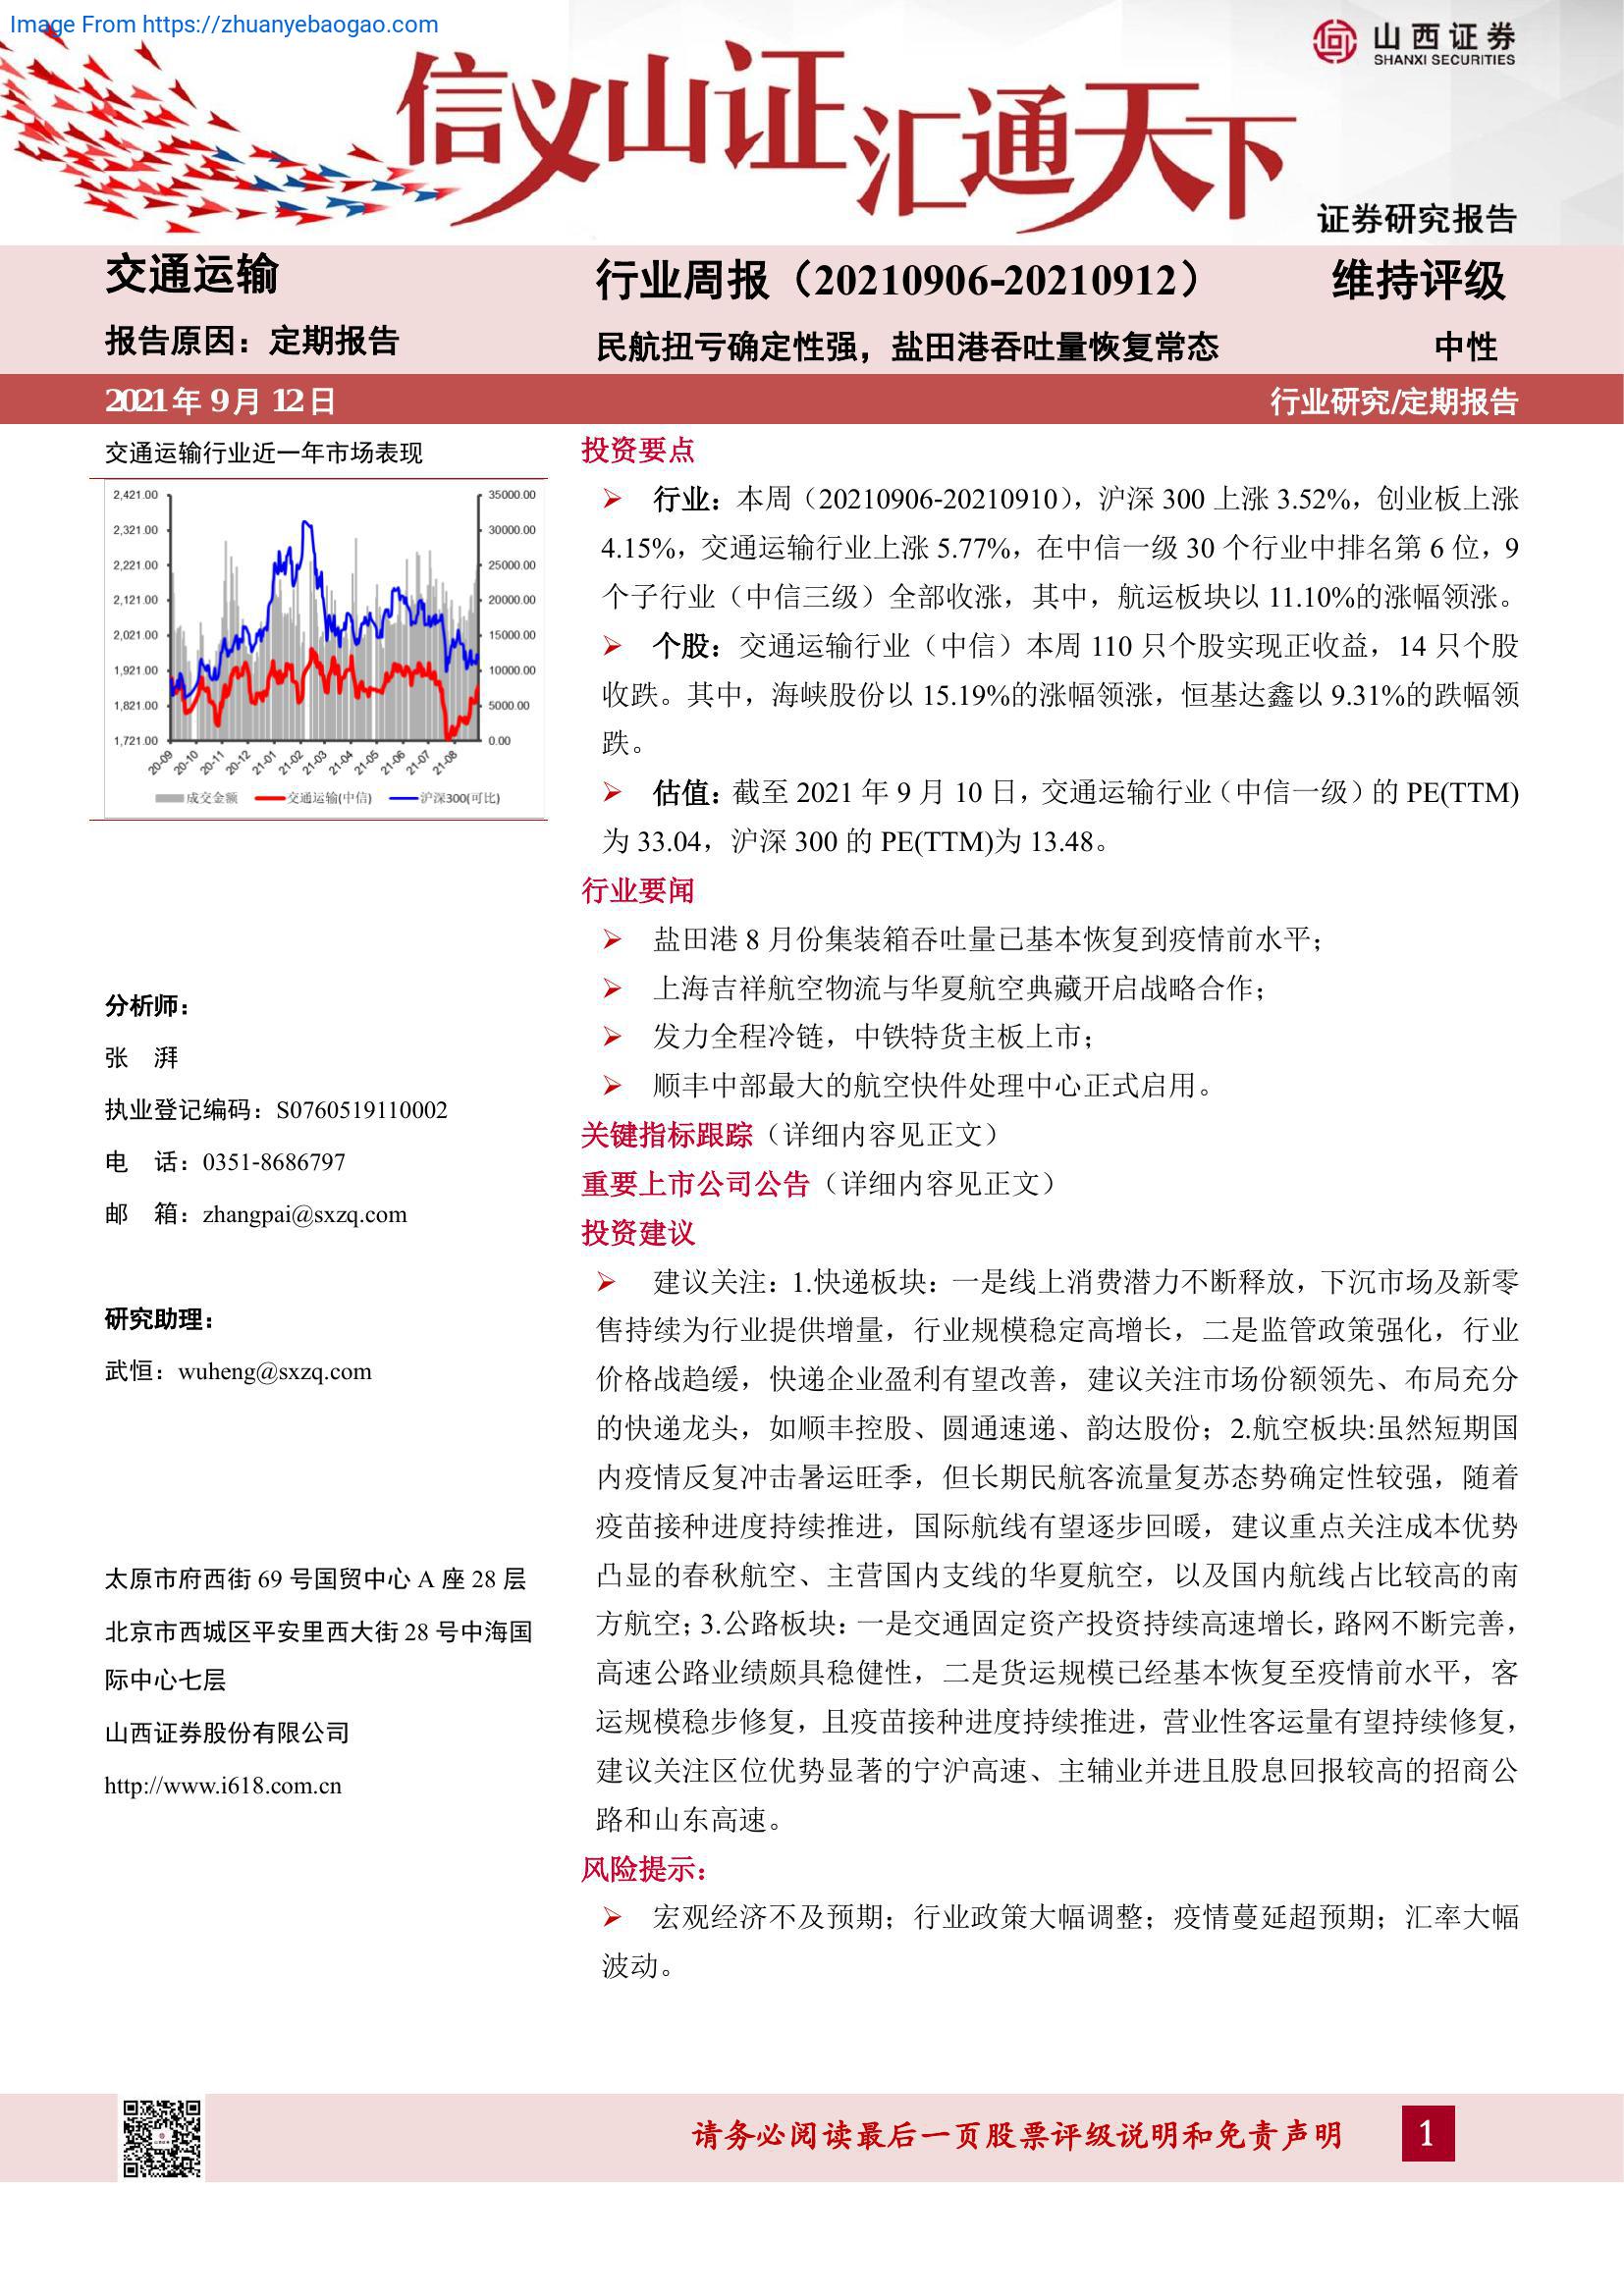 Image From https://zhuanyebaogao.com
信义山证汇通天下
山西证券
SHANXI SECURITIES
证券研究报告
交通运输
报告原因：定期报告
行业周报（20210906-20210912）
维持评级
民航扭亏确定性强，盐田港吞吐量恢复常态
中性
2021年9月12日
行业研究/定期报告
交通运输行业近一年市场表现
2,421.00
2,321.00
2,221.00
2,121.00
2,021.00
1,921.00
1,821.00
1,721.00
35000.00
30000.00
25000.00
20000.00
15000.00
10000.00
5000.00
0.00
20-09
20-10
20-11
20-12
21-01
21-02
21-03
21-04
21-05
21-06
21-07
21-08
成交金额
交通运输(中信)
沪深300(可比)
分析师：
张 湃
执业登记编码：S0760519110002
电 话：0351-8686797
邮 箱：zhangpai@sxzq.com
研究助理：
武恒：wuheng@sxzq.com
太原市府西街 69 号国贸中心 A 座 28 层
北京市西城区平安里西大街 28 号中海国
际中心七层
山西证券股份有限公司
http://www.i618.com.cn
投资要点
➢ 行业：本周（20210906-20210910），沪深 300 上涨 3.52%，创业板上涨
4.15%，交通运输行业上涨 5.77%，在中信一级 30 个行业中排名第 6 位，9
个子行业（中信三级）全部收涨，其中，航运板块以 11.10%的涨幅领涨。
➢ 个股：交通运输行业（中信）本周 110 只个股实现正收益，14 只个股
收跌。其中，海峡股份以 15.19%的涨幅领涨，恒基达鑫以 9.31%的跌幅领
跌。
➢ 估值：截至 2021 年 9 月 10 日，交通运输行业（中信一级）的 PE(TTM)
为 33.04，沪深 300 的 PE(TTM)为 13.48。
行业要闻
➢ 盐田港 8 月份集装箱吞吐量已基本恢复到疫情前水平；
➢ 上海吉祥航空物流与华夏航空典藏开启战略合作；
➢ 发力全程冷链，中铁特货主板上市；
➢ 顺丰中部最大的航空快件处理中心正式启用。
关键指标跟踪（详细内容见正文）
重要上市公司公告（详细内容见正文）
投资建议
➢ 建议关注：1.快递板块：一是线上消费潜力不断释放，下沉市场及新零
售持续为行业提供增量，行业规模稳定高增长，二是监管政策强化，行业
价格战趋缓，快递企业盈利有望改善，建议关注市场份额领先、布局充分
的快递龙头，如顺丰控股、圆通速递、韵达股份；2.航空板块:虽然短期国
内疫情反复冲击暑运旺季，但长期民航客流量复苏态势确定性较强，随着
疫苗接种进度持续推进，国际航线有望逐步回暖，建议重点关注成本优势
凸显的春秋航空、主营国内支线的华夏航空，以及国内航线占比较高的南
方航空；3.公路板块：一是交通固定资产投资持续高速增长，路网不断完善，
高速公路业绩颇具稳健性，二是货运规模已经基本恢复至疫情前水平，客
运规模稳步修复，且疫苗接种进度持续推进，营业性客运量有望持续修复，
建议关注区位优势显著的宁沪高速、主辅业并进且股息回报较高的招商公
路和山东高速。
风险提示：
➢ 宏观经济不及预期；行业政策大幅调整；疫情蔓延超预期；汇率大幅
波动。
请务必阅读最后一页股票评级说明和免责声明
1